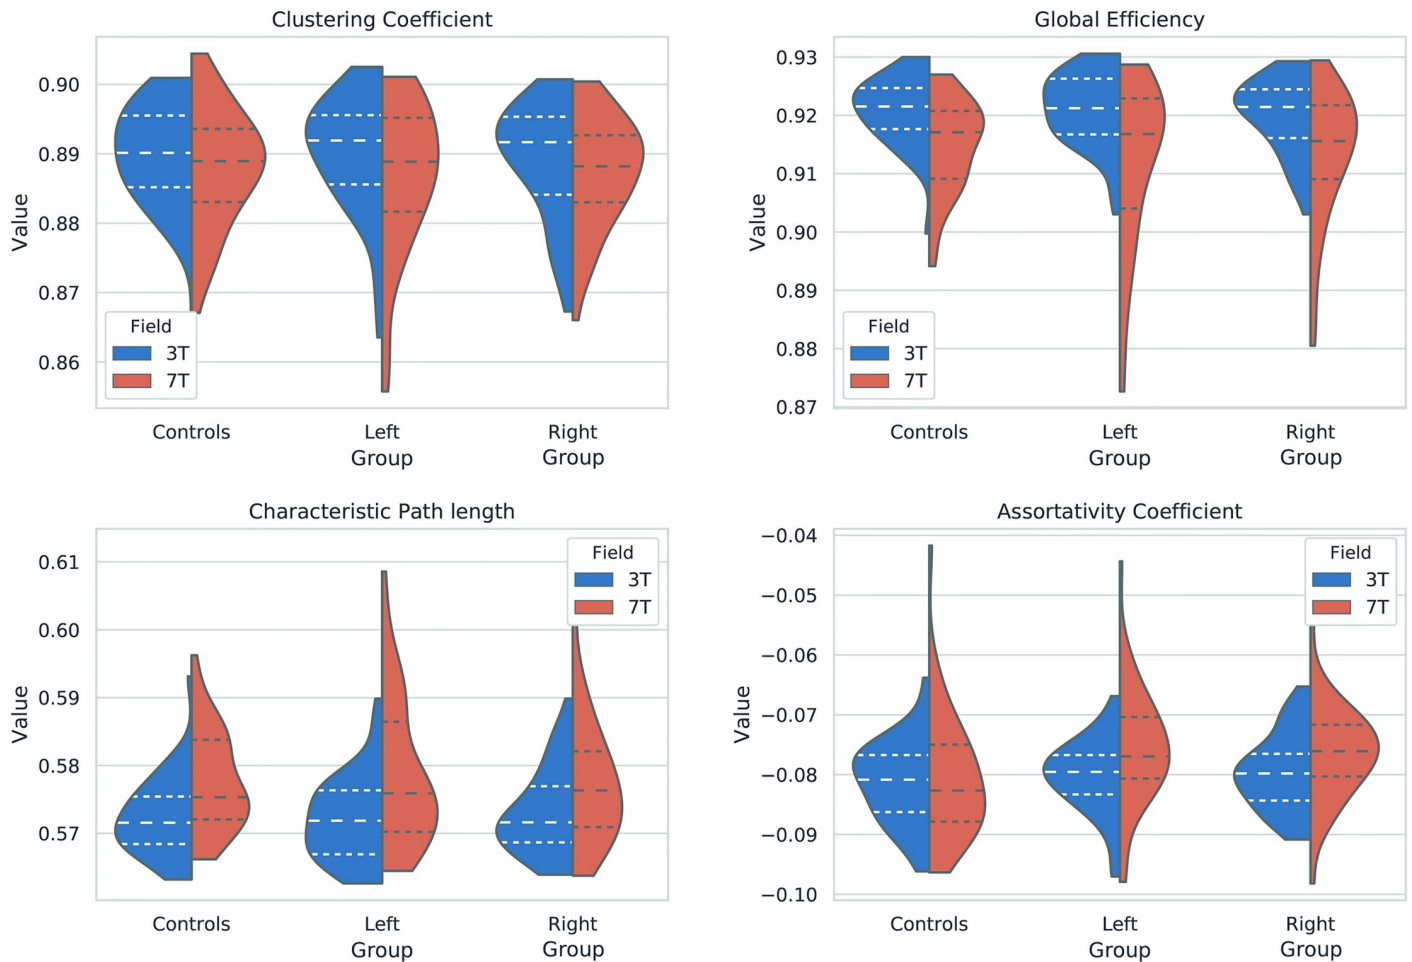 Clustering Coefficient
Value
0.90
0.89
0.88
0.87
0.86
Field
3T
7T
Controls
Left
Right
Group
Group
Global Efficiency
Value
0.93
0.92
0.91
0.90
0.89
0.88
0.87
Field
3T
7T
Controls
Left
Right
Group
Group
Characteristic Path length
Value
0.61
0.60
0.59
0.58
0.57
Field
3T
7T
Controls
Left
Right
Group
Group
Assortativity Coefficient
Value
−0.04
−0.05
−0.06
−0.07
−0.08
−0.09
−0.10
Field
3T
7T
Controls
Left
Right
Group
Group